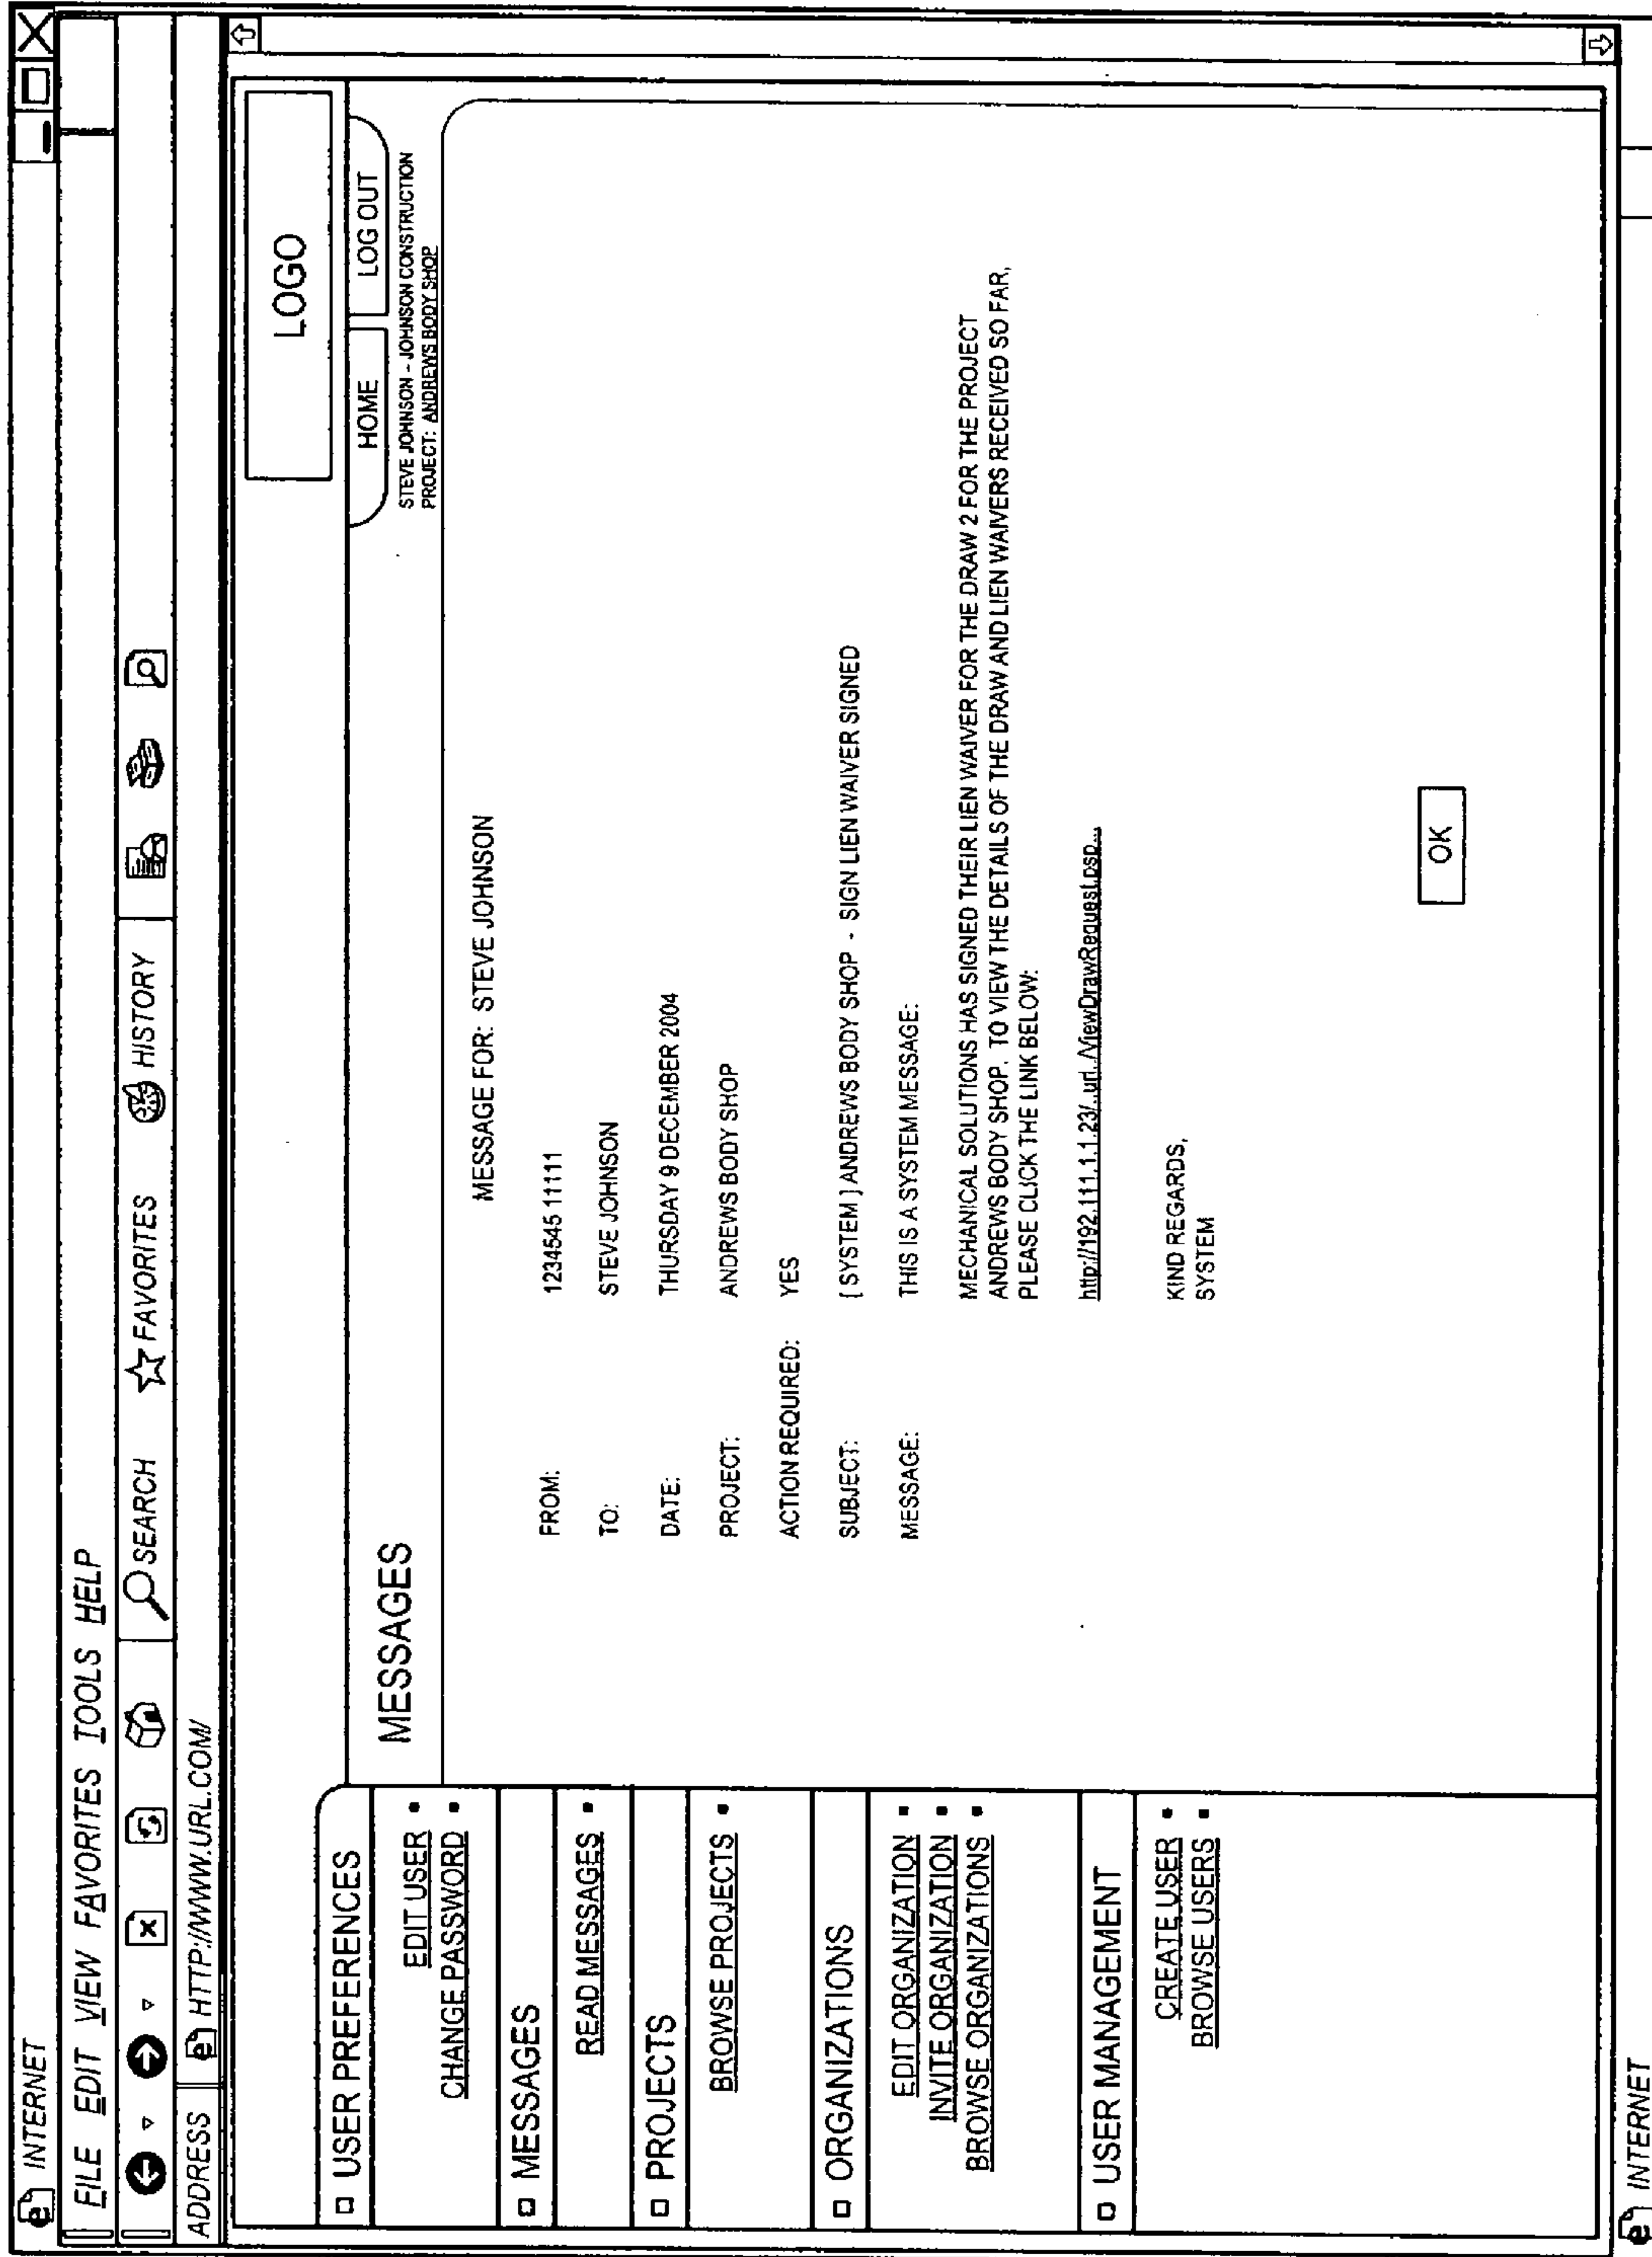 INTERNET
FILE EDIT VIEW FAVORITES TOOLS HELP
SEARCH FAVORITES HISTORY
ADDRESS HTTP://WWW.URL.COM/
LOGO
HOME LOG OUT
STEVE JOHNSON - JOHNSON CONSTRUCTION
PROJECT: ANDREWS BODY SHOP
USER PREFERENCES
EDIT USER
CHANGE PASSWORD
MESSAGES
READ MESSAGES
PROJECTS
BROWSE PROJECTS
ORGANIZATIONS
EDIT ORGANIZATION
INVITE ORGANIZATION
BROWSE ORGANIZATIONS
USER MANAGEMENT
CREATE USER
BROWSE USERS
MESSAGES
MESSAGE FOR: STEVE JOHNSON
FROM: 1234545 11111
TO: STEVE JOHNSON
DATE: THURSDAY 9 DECEMBER 2004
PROJECT: ANDREWS BODY SHOP
ACTION REQUIRED: YES
SUBJECT: [ SYSTEM ] ANDREWS BODY SHOP - SIGN LIEN WAIVER SIGNED
MESSAGE: THIS IS A SYSTEM MESSAGE:
MECHANICAL SOLUTIONS HAS SIGNED THEIR LIEN WAIVER FOR THE DRAW 2 FOR THE PROJECT
ANDREWS BODY SHOP. TO VIEW THE DETAILS OF THE DRAW AND LIEN WAIVERS RECEIVED SO FAR,
PLEASE CLICK THE LINK BELOW:
http://192.111.1.23/..url../ViewDrawRequest.psp...
KIND REGARDS,
SYSTEM
OK
INTERNET